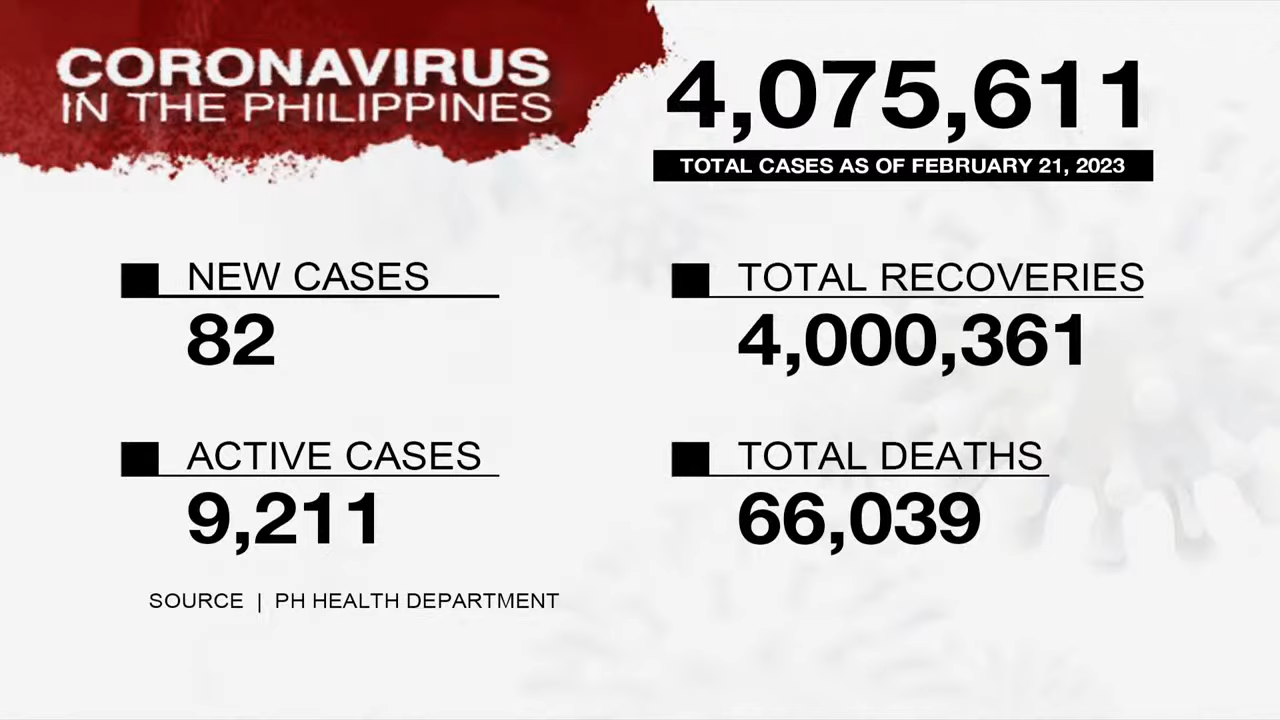 CORONAVIRUS
IN THE PHILIPPINES
4,075,611
TOTAL CASES AS OF FEBRUARY 21, 2023
NEW CASES
82
TOTAL RECOVERIES
4,000,361
ACTIVE CASES
9,211
TOTAL DEATHS
66,039
SOURCE | PH HEALTH DEPARTMENT